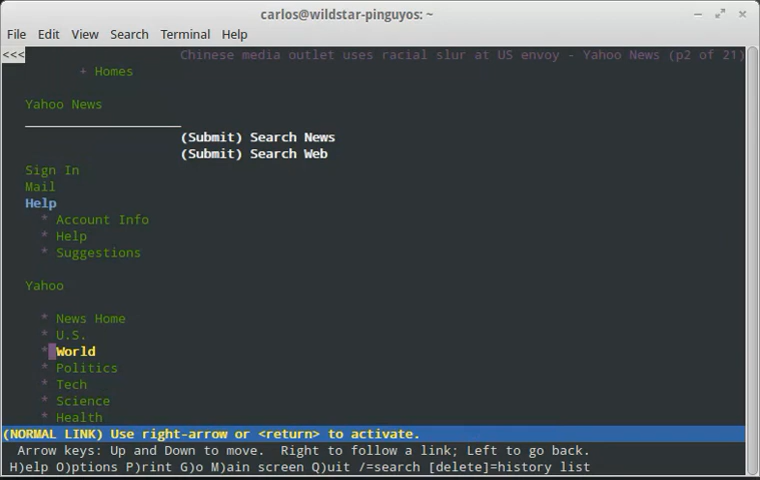 carlos@wildstar-pinguyos: ~
File Edit View Search Terminal Help
<<< Chinese media outlet uses racial slur at US envoy - Yahoo News (p2 of 21)
+ Homes
Yahoo News
____________________
(Submit) Search News
(Submit) Search Web
Sign In
Mail
Help
* Account Info
* Help
* Suggestions
Yahoo
* News Home
* U.S.
* World
* Politics
* Tech
* Science
* Health
(NORMAL LINK) Use right-arrow or <return> to activate.
Arrow keys: Up and Down to move. Right to follow a link; Left to go back.
H)elp O)ptions P)rint G)o M)ain screen Q)uit /=search [delete]=history list